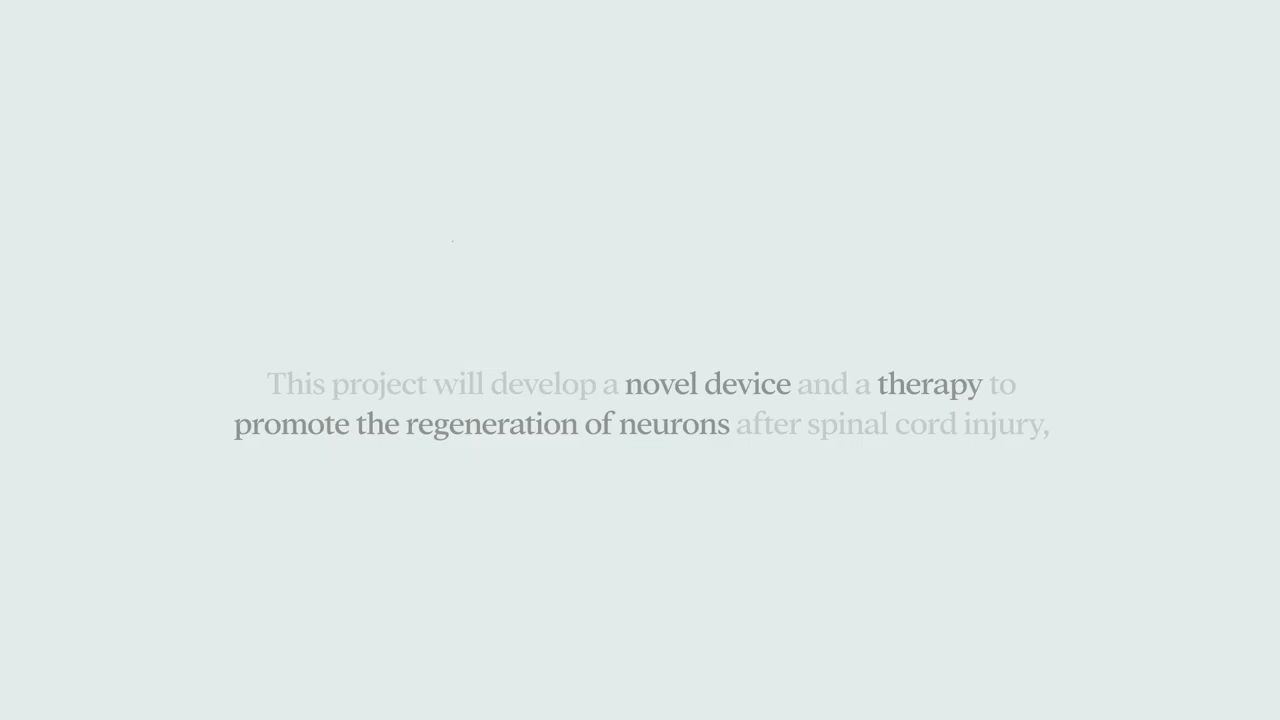 This project will develop a novel device and a therapy to
promote the regeneration of neurons after spinal cord injury,